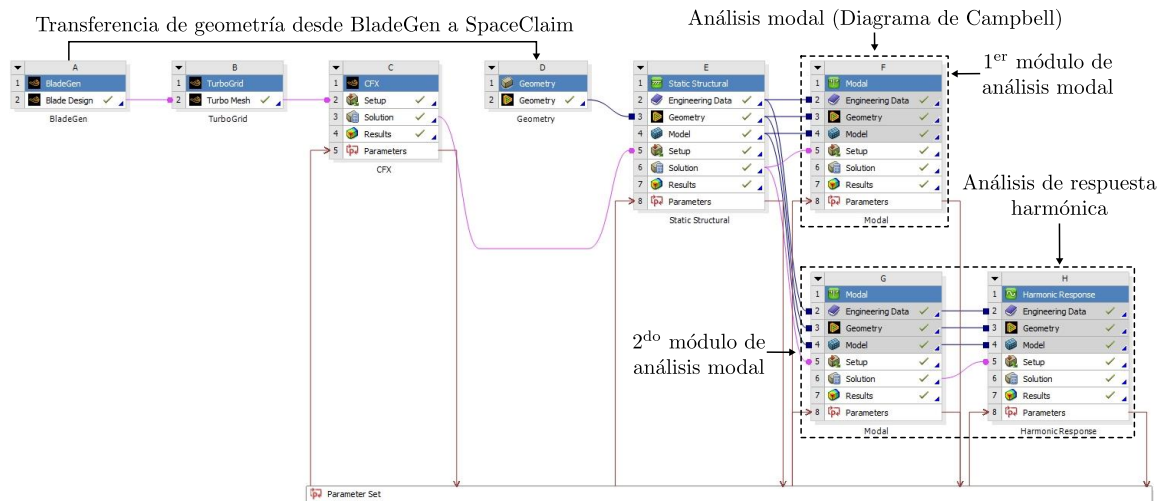 Transferencia de geometría desde BladeGen a SpaceClaim
Análisis modal (Diagrama de Campbell)
1er módulo de
análisis modal
A
1 BladeGen
2 Blade Design
BladeGen
B
1 TurboGrid
2 Turbo Mesh
TurboGrid
C
1 CFX
2 Setup
3 Solution
4 Results
5 Parameters
CFX
D
1 Geometry
2 Geometry
Geometry
E
1 Static Structural
2 Engineering Data
3 Geometry
4 Model
5 Setup
6 Solution
7 Results
8 Parameters
Static Structural
F
1 Modal
2 Engineering Data
3 Geometry
4 Model
5 Setup
6 Solution
7 Results
8 Parameters
Modal
Análisis de respuesta
harmónica
2do módulo de
análisis modal
G
1 Modal
2 Engineering Data
3 Geometry
4 Model
5 Setup
6 Solution
7 Results
8 Parameters
Modal
H
1 Harmonic Response
2 Engineering Data
3 Geometry
4 Model
5 Setup
6 Solution
7 Results
8 Parameters
Harmonic Response
Parameter Set